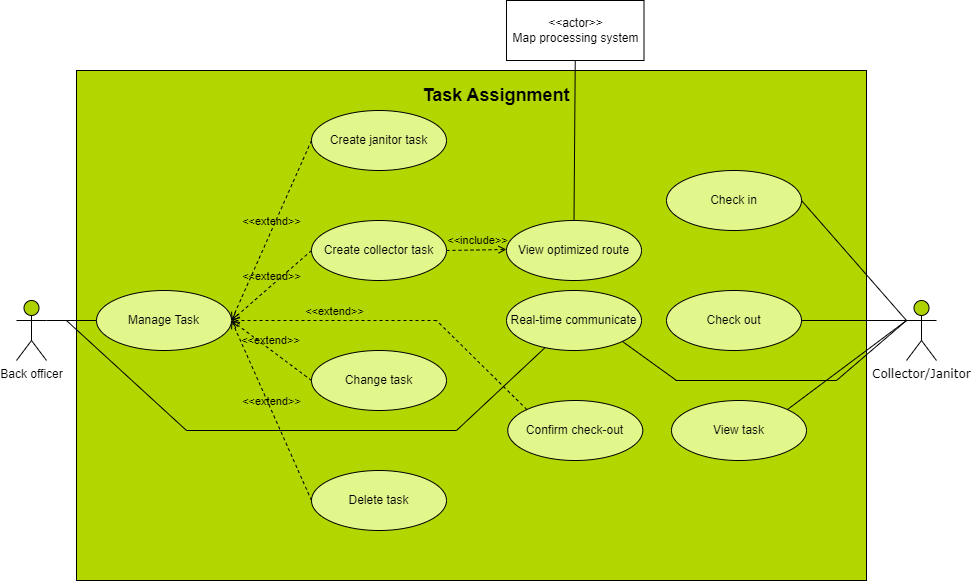 <<actor>>
Map processing system
Task Assignment
Create janitor task
Check in
<<extend>>
<<include>>
Create collector task
View optimized route
<<extend>>
<<extend>>
Manage Task
Real-time communicate
Check out
<<extend>>
Back officer
Collector/Janitor
Change task
<<extend>>
Confirm check-out
View task
Delete task